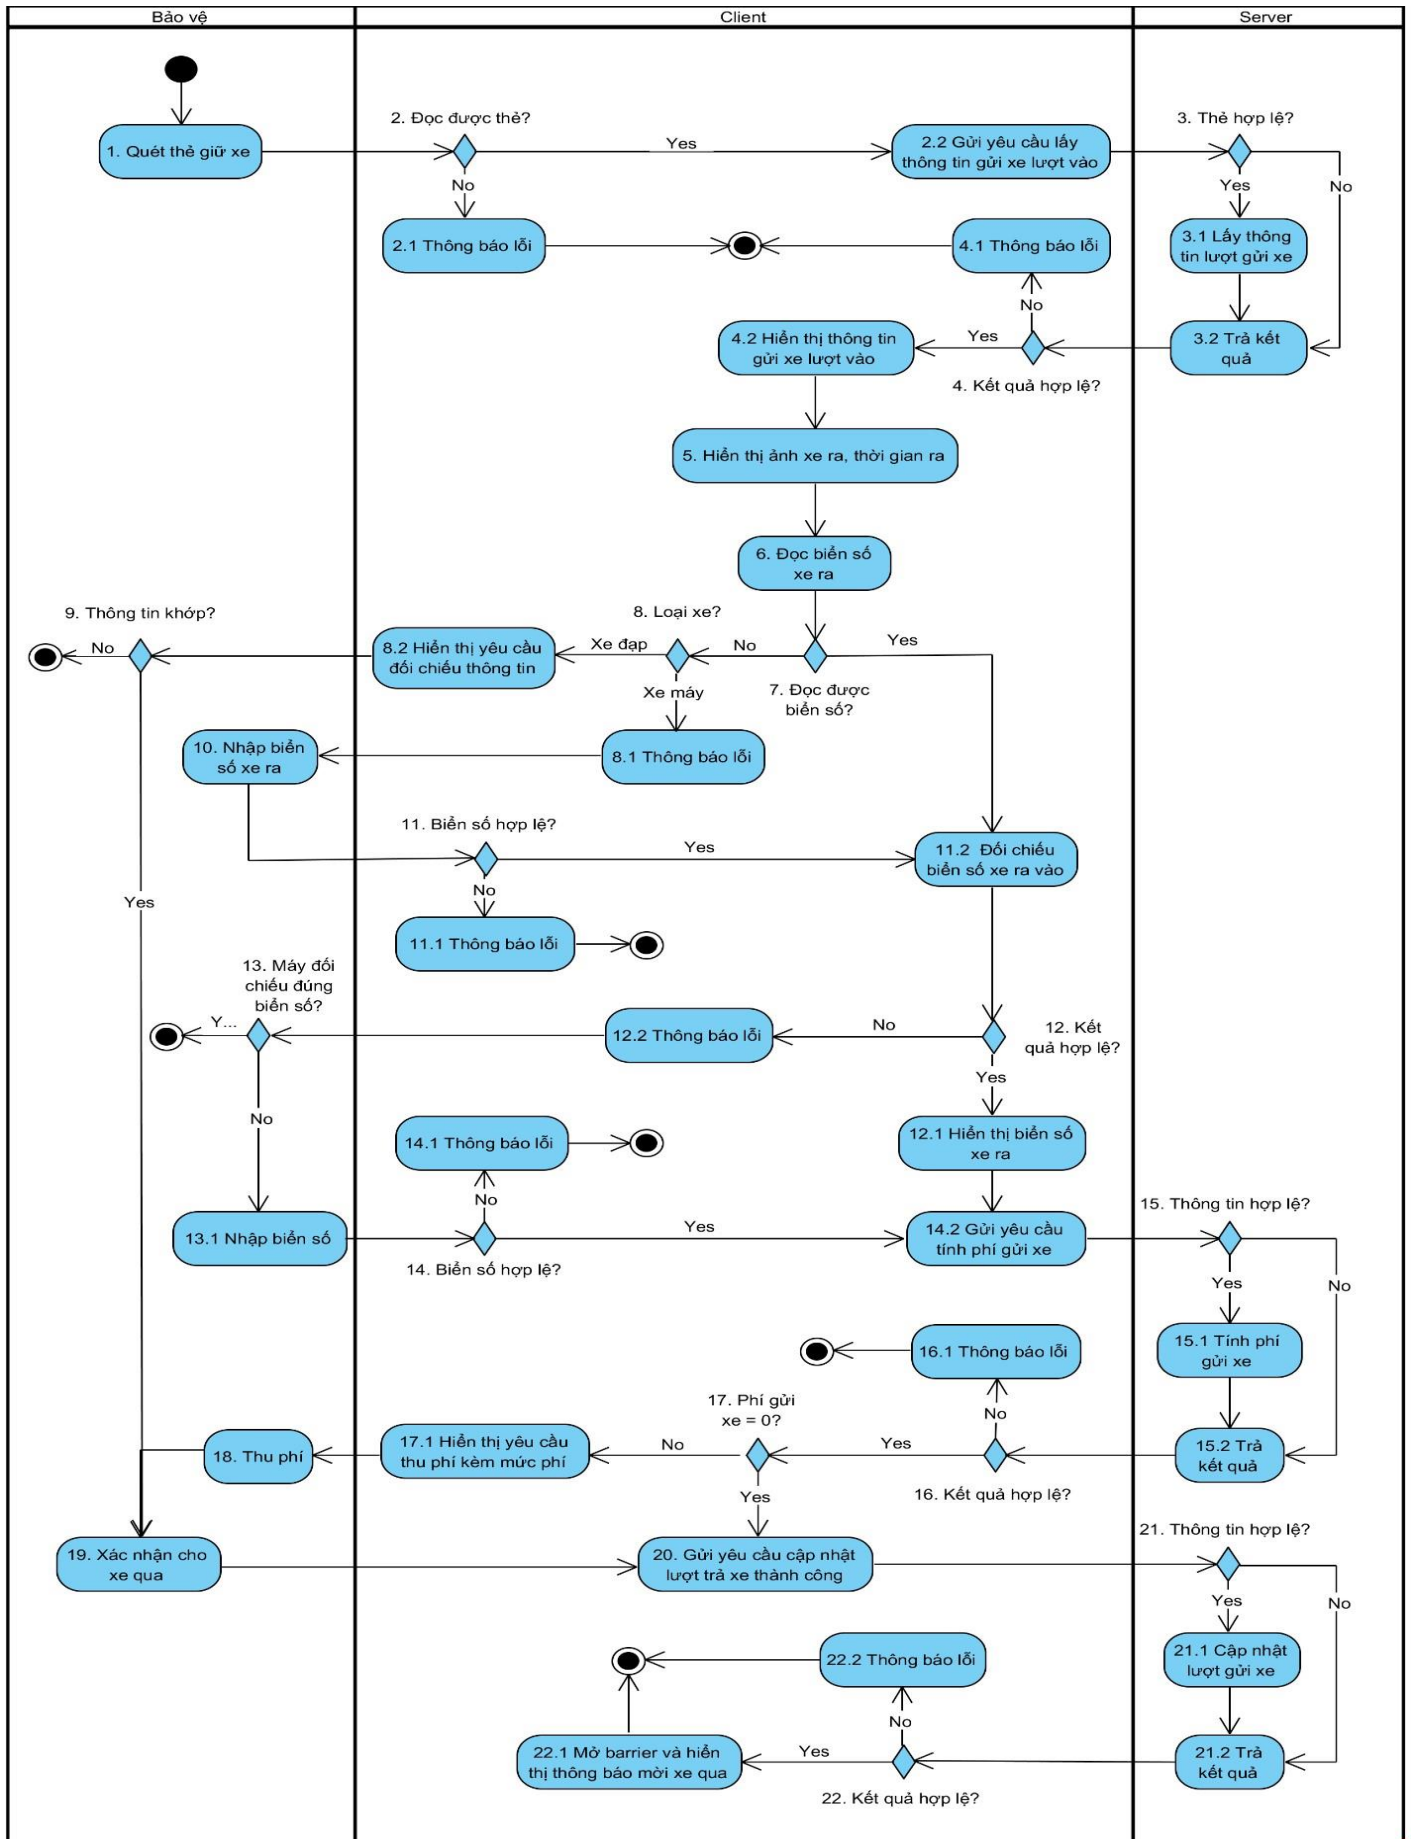 Bảo vệ
Client
Server
2. Đọc được thẻ?
3. Thẻ hợp lệ?
1. Quét thẻ giữ xe
Yes
2.2 Gửi yêu cầu lấy
thông tin gửi xe lượt vào
No
Yes
No
2.1 Thông báo lỗi
4.1 Thông báo lỗi
3.1 Lấy thông
tin lượt gửi xe
No
4.2 Hiển thị thông tin
gửi xe lượt vào
Yes
3.2 Trả kết
quả
4. Kết quả hợp lệ?
5. Hiển thị ảnh xe ra, thời gian ra
6. Đọc biển số
xe ra
9. Thông tin khớp?
8. Loại xe?
No
8.2 Hiển thị yêu cầu
đối chiếu thông tin
Xe đạp
No
Yes
Xe máy
7. Đọc được
biển số?
10. Nhập biển
số xe ra
8.1 Thông báo lỗi
11. Biển số hợp lệ?
Yes
11.2 Đối chiếu
biển số xe ra vào
No
Yes
11.1 Thông báo lỗi
13. Máy đối
chiếu đúng
biển số?
Y...
12.2 Thông báo lỗi
No
12. Kết
quả hợp lệ?
Yes
No
14.1 Thông báo lỗi
12.1 Hiển thị biển số
xe ra
No
15. Thông tin hợp lệ?
13.1 Nhập biển số
Yes
14.2 Gửi yêu cầu
tính phí gửi xe
14. Biển số hợp lệ?
Yes
No
16.1 Thông báo lỗi
15.1 Tính phí
gửi xe
17. Phí gửi
xe = 0?
No
18. Thu phí
17.1 Hiển thị yêu cầu
thu phí kèm mức phí
No
Yes
15.2 Trả
kết quả
Yes
16. Kết quả hợp lệ?
21. Thông tin hợp lệ?
19. Xác nhận cho
xe qua
20. Gửi yêu cầu cập nhật
lượt trả xe thành công
Yes
No
22.2 Thông báo lỗi
21.1 Cập nhật
lượt gửi xe
No
22.1 Mở barrier và hiển
thị thông báo mời xe qua
Yes
21.2 Trả
kết quả
22. Kết quả hợp lệ?